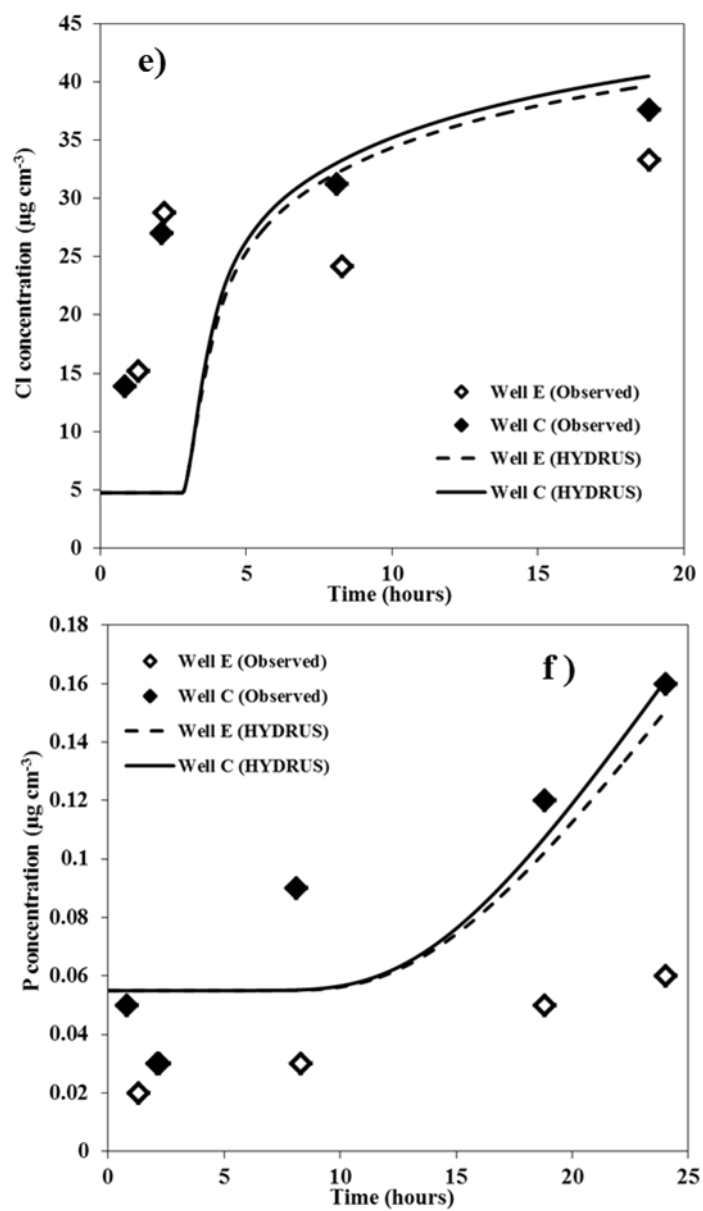 e)
Cl concentration (µg cm-3)
45
40
35
30
25
20
15
10
5
0
Well E (Observed)
Well C (Observed)
Well E (HYDRUS)
Well C (HYDRUS)
0 5 10 15 20
Time (hours)
f )
P concentration (µg cm-3)
0.18
0.16
0.14
0.12
0.1
0.08
0.06
0.04
0.02
0
Well E (Observed)
Well C (Observed)
Well E (HYDRUS)
Well C (HYDRUS)
0 5 10 15 20 25
Time (hours)